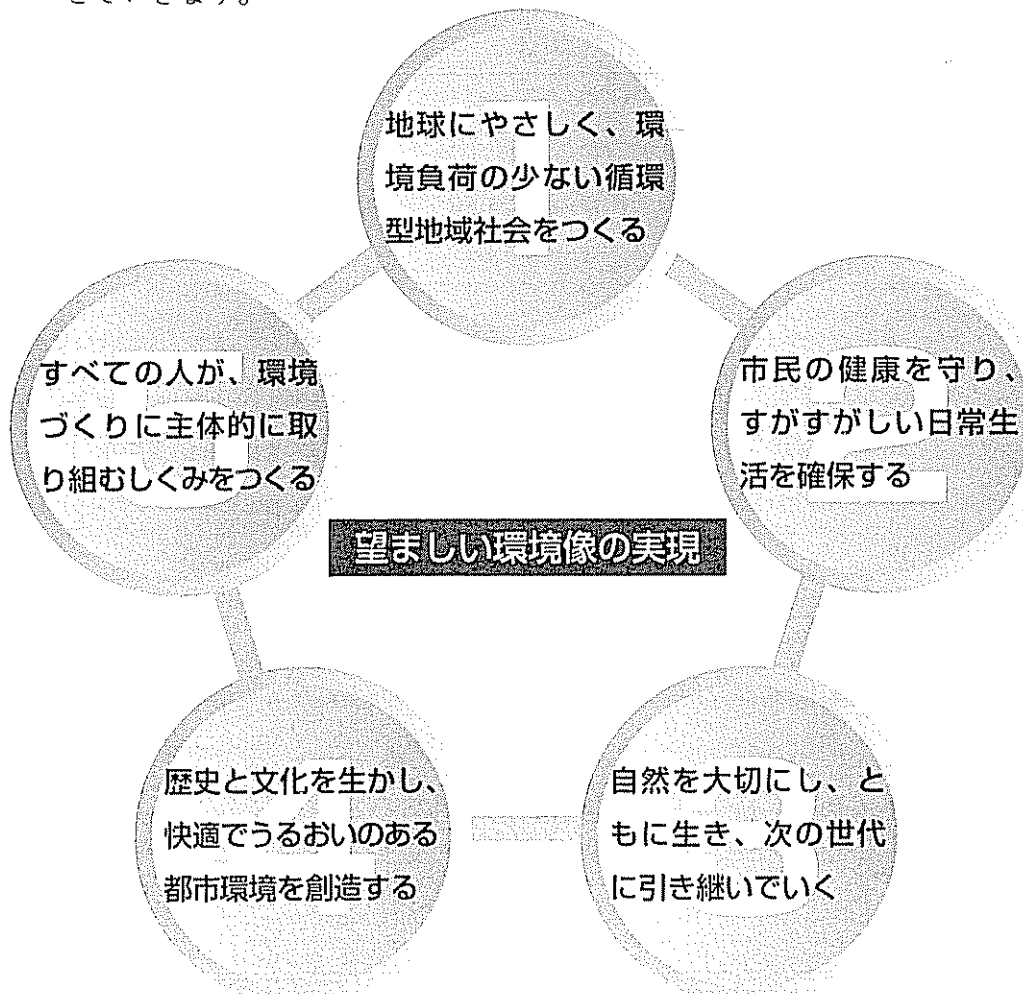 地球にやさしく、環
境負荷の少ない循環
型地域社会をつくる
市民の健康を守り、
すがすがしい日常生
活を確保する
自然を大切にし、と
もに生き、次の世代
に引き継いでいく
歴史と文化を生かし、
快適でうるおいのある
都市環境を創造する
すべての人が、環境
づくりに主体的に取
り組むしくみをつくる
望ましい環境像の実現
1
2
3
4
5